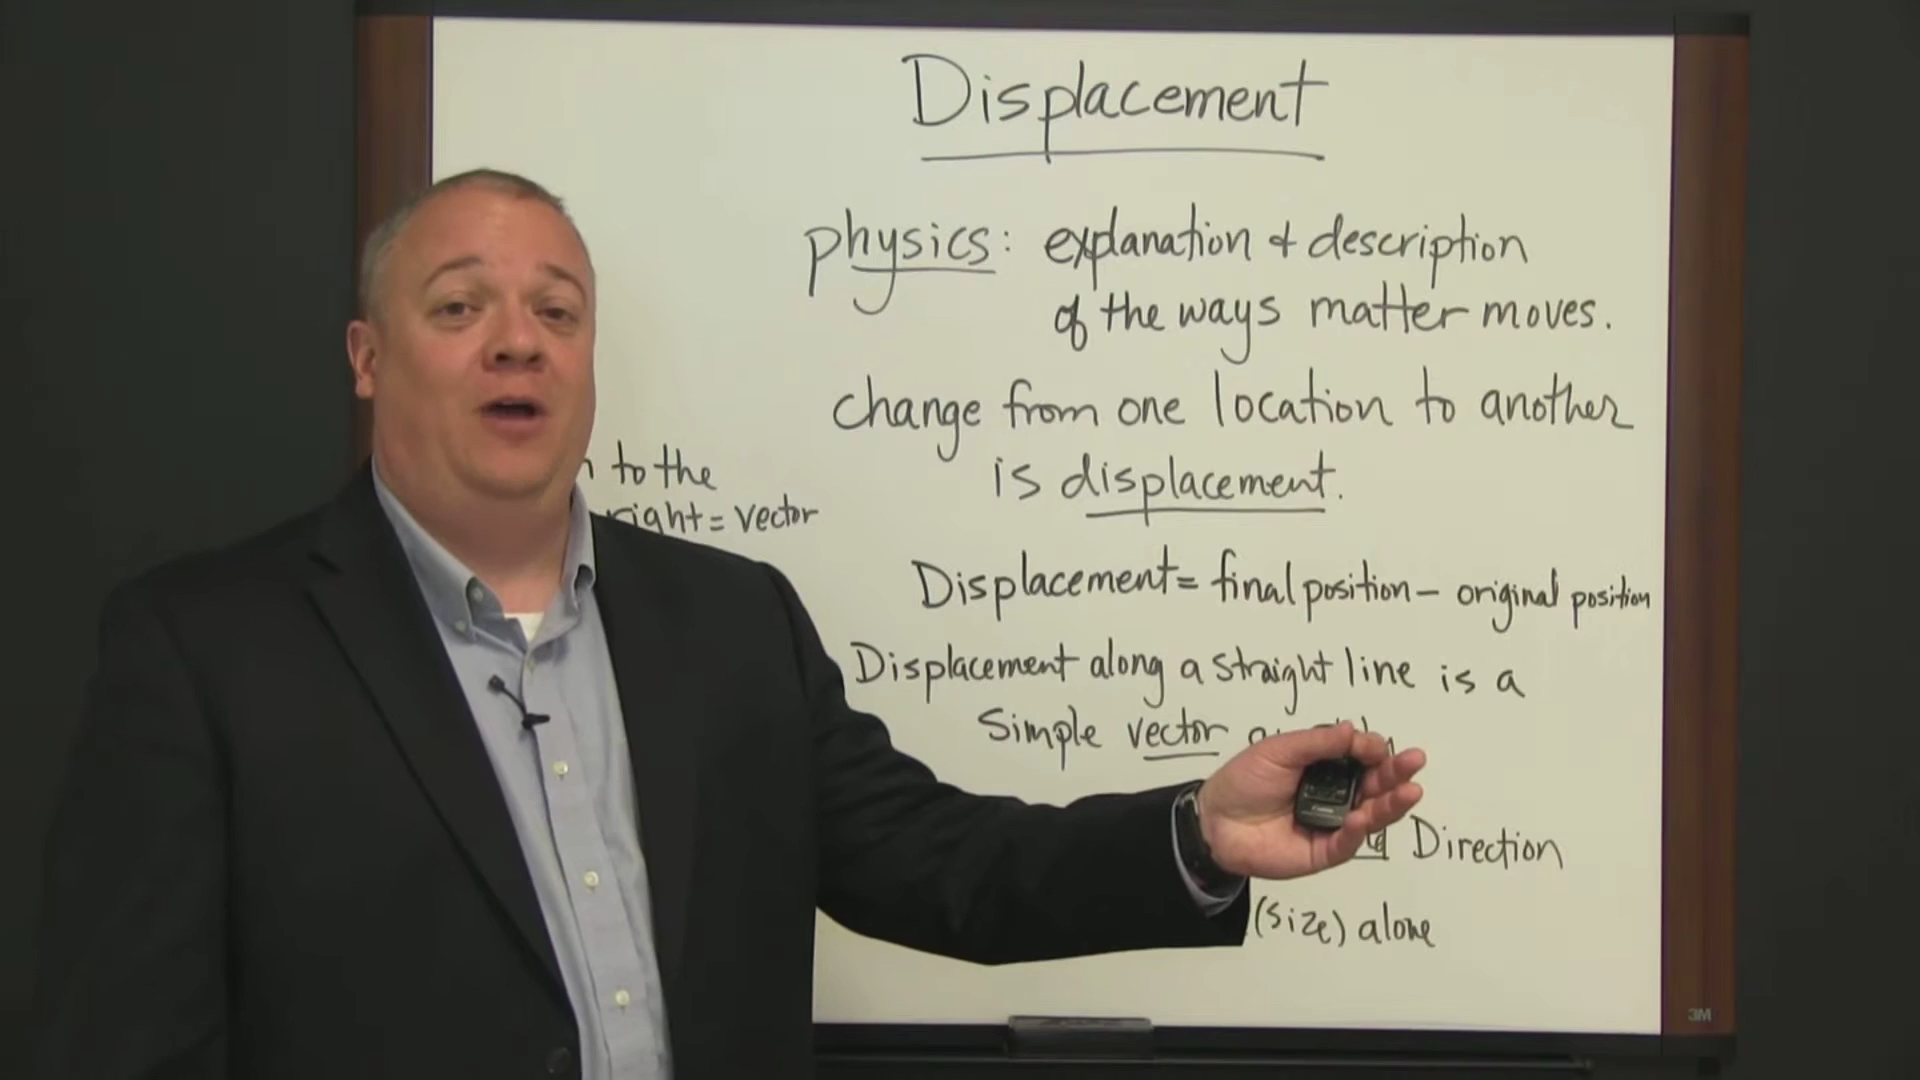 Displacement
physics: explanation & description
of the ways matter moves.
change from one location to another
is displacement.
to the
right = vector
Displacement = final position – original position
Displacement along a straight line is a
simple vector
Direction
(size) alone
3M